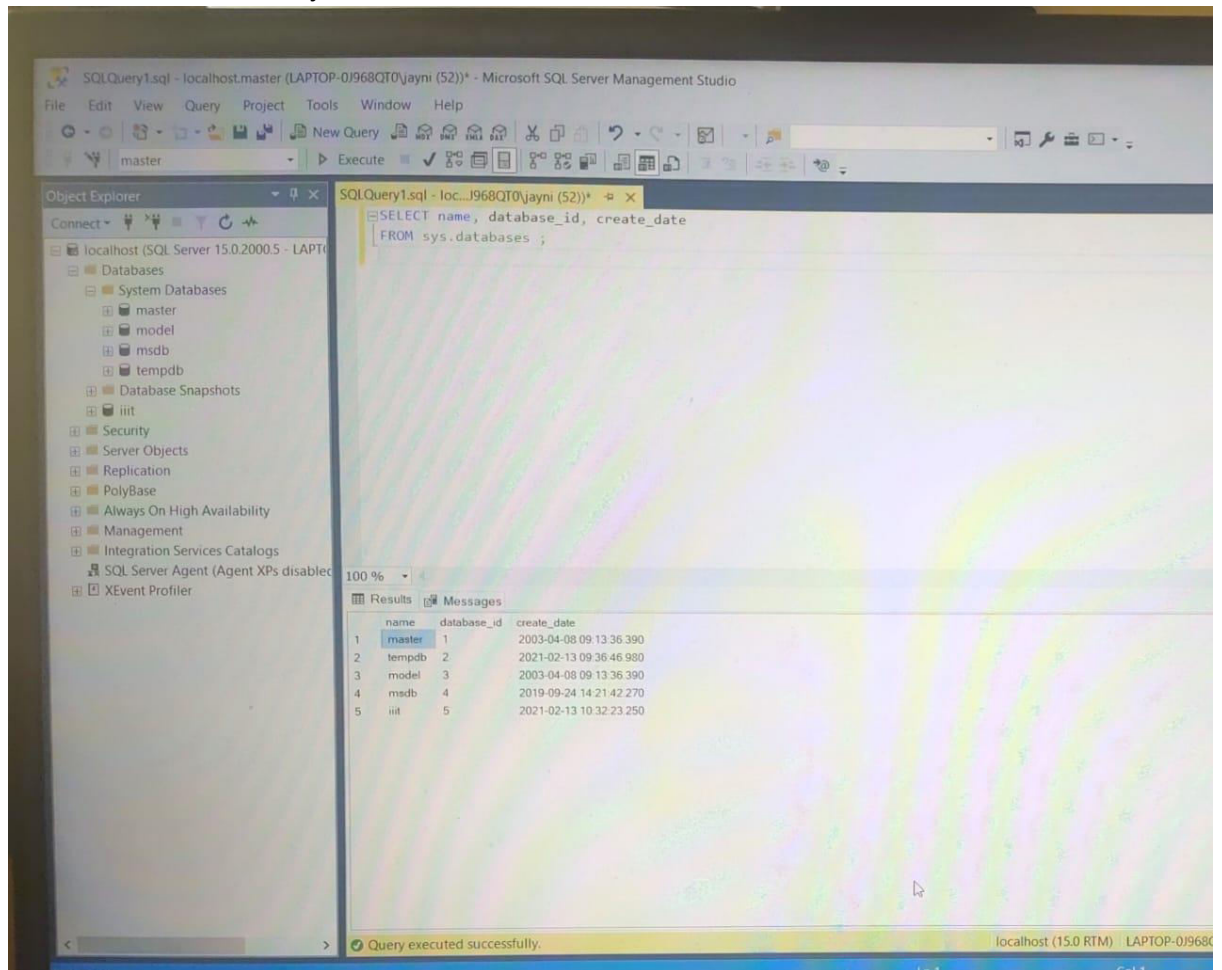 SQLQuery1.sql - localhost.master (LAPTOP-0J968QT0\jayni (52))* - Microsoft SQL Server Management Studio
File Edit View Query Project Tools Window Help
New Query
master Execute
Object Explorer
SQLQuery1.sql - loc...J968QT0\jayni (52))*
Connect
SELECT name, database_id, create_date
FROM sys.databases ;
localhost (SQL Server 15.0.2000.5 - LAPT
Databases
System Databases
master
model
msdb
tempdb
Database Snapshots
iiit
Security
Server Objects
Replication
PolyBase
Always On High Availability
Management
Integration Services Catalogs
SQL Server Agent (Agent XPs disabled
XEvent Profiler
100 %
Results Messages
name database_id create_date
1 master 1 2003-04-08 09:13:36.390
2 tempdb 2 2021-02-13 09:36:46.980
3 model 3 2003-04-08 09:13:36.390
4 msdb 4 2019-09-24 14:21:42.270
5 iiit 5 2021-02-13 10:32:23.250
Query executed successfully.
localhost (15.0 RTM) LAPTOP-0J968